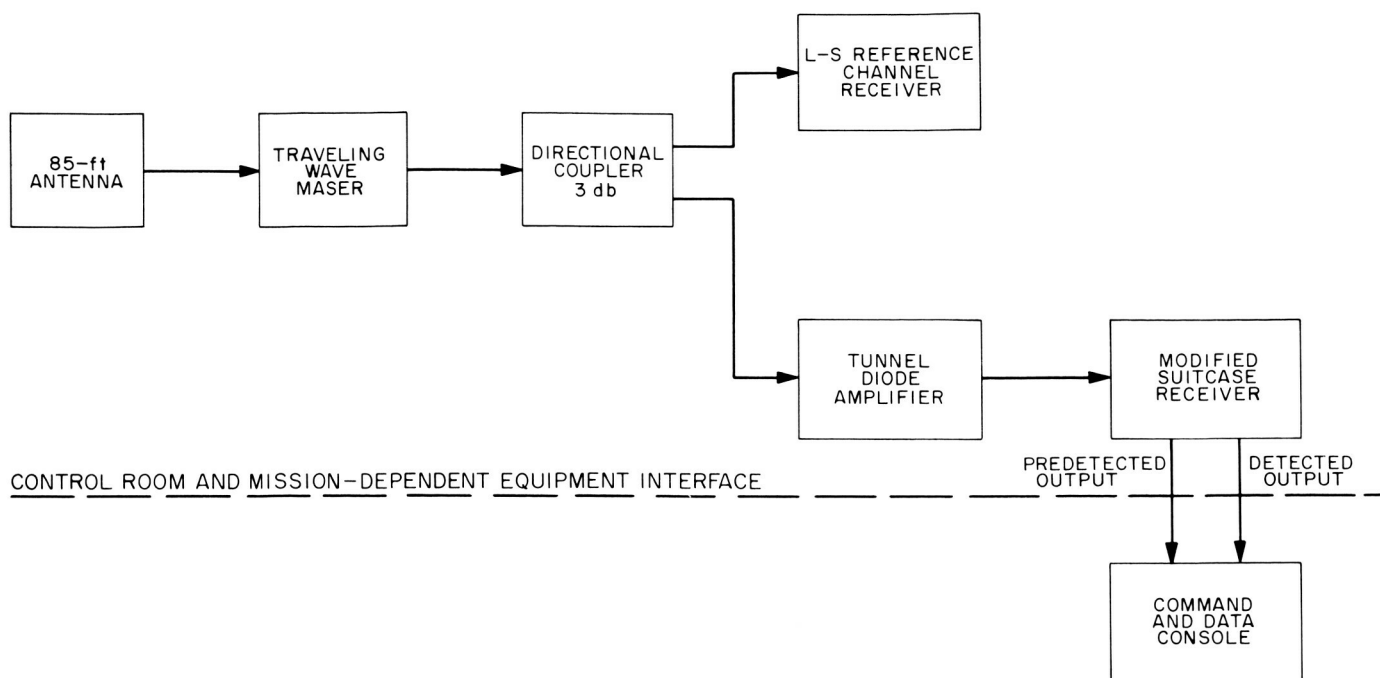 L-S REFERENCE
CHANNEL
RECEIVER
85-ft
ANTENNA
TRAVELING
WAVE
MASER
DIRECTIONAL
COUPLER
3 db
TUNNEL
DIODE
AMPLIFIER
MODIFIED
SUITCASE
RECEIVER
CONTROL ROOM AND MISSION-DEPENDENT EQUIPMENT INTERFACE
PREDETECTED
OUTPUT
DETECTED
OUTPUT
COMMAND
AND DATA
CONSOLE